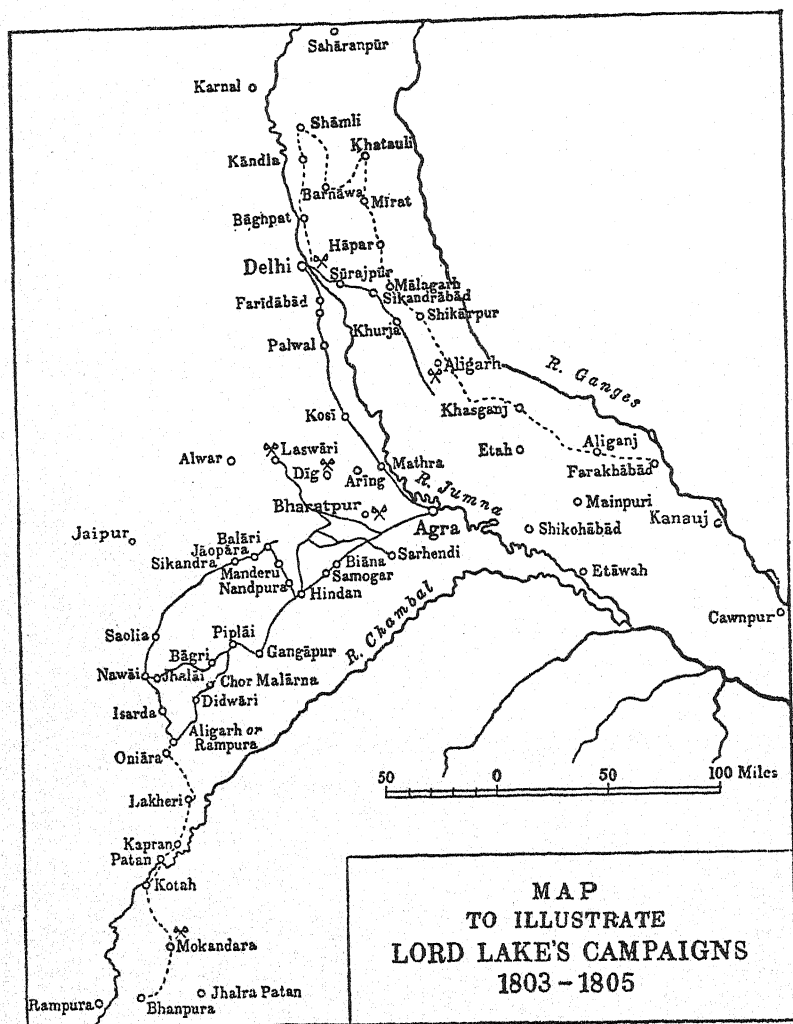 Sahāranpūr
Karnal
Shāmli
Khatauli
Kāndla
Barnāwa
Mīrat
Bāghpat
Hāpar
Delhi
Sūrajpūr
Mālagarh
Sikandrābād
Farīdābād
Shikārpur
Khurja
Palwal
Aligarh
R. Ganges
Khasganj
Kosī
Laswāri
Alwar
Dīg
Arīng
Mathra
Etah
Aliganj
Farakhābād
R. Jumna
Bharatpur
Agra
Mainpuri
Shikohābād
Kanauj
Jaipur
Balāri
Jāopāra
Sikandra
Manderu
Nandpura
Sarhendi
Biāna
Samogar
Hindan
Etāwah
Cawnpur
R. Chambal
Saolia
Piplāi
Bāgri
Gangāpur
Nawāi
Jhalāi
Chor Malārna
Didwāri
Isarda
Aligarh or
Rampura
Oniāra
50 0 50 100 Miles
Lakheri
Kapran
Patan
Kotah
Mokandara
Jhalra Patan
Rampura
Bhanpura
MAP
TO ILLUSTRATE
LORD LAKE'S CAMPAIGNS
1803–1805